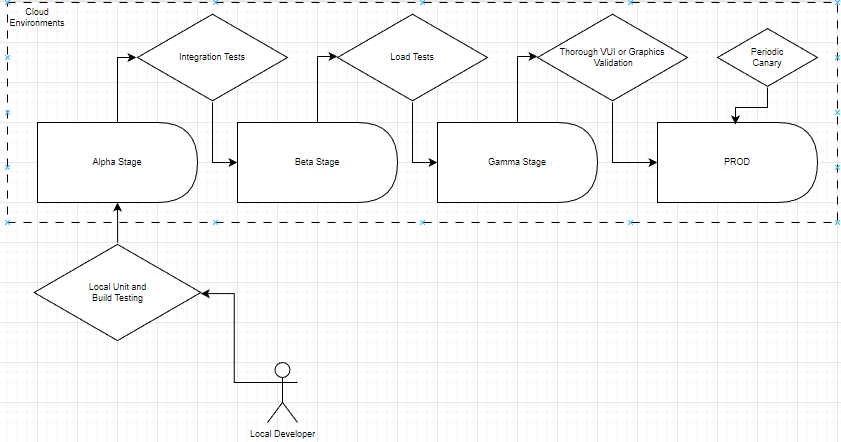 Cloud
Environments
Integration Tests
Load Tests
Thorough VUI or Graphics
Validation
Periodic
Canary
Alpha Stage
Beta Stage
Gamma Stage
PROD
Local Unit and
Build Testing
Local Developer